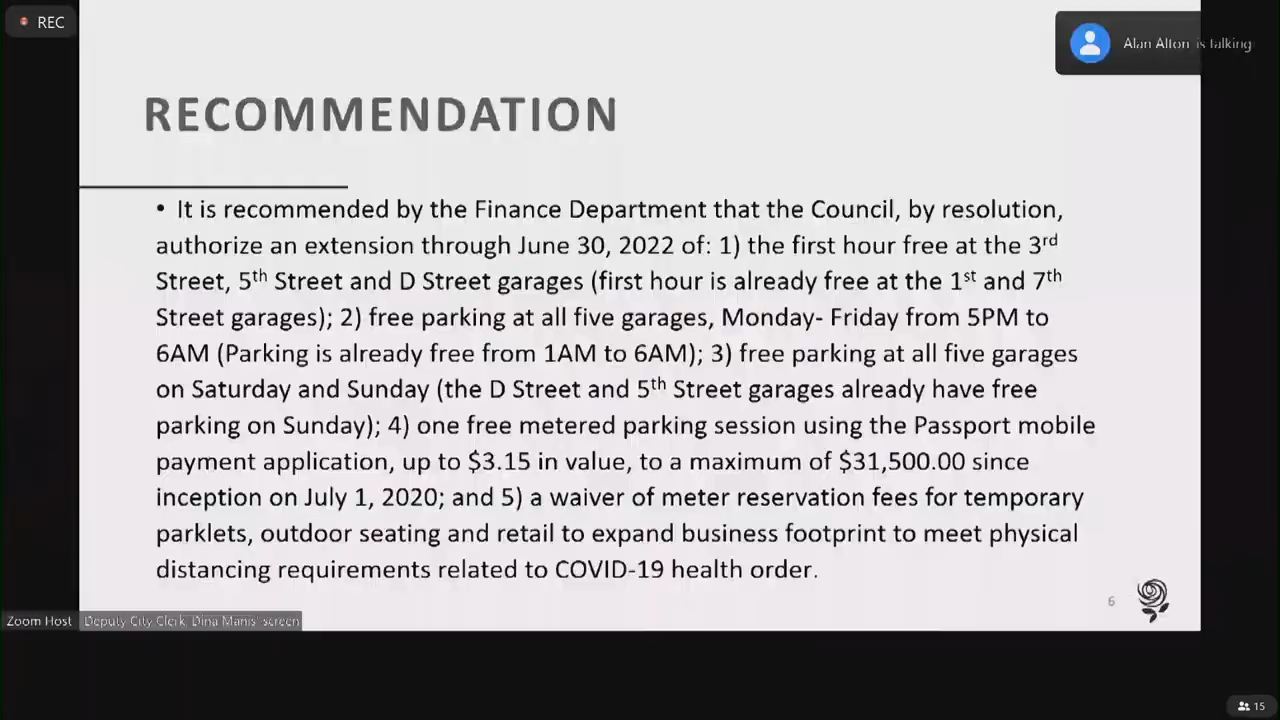 REC
Alan Alton is talking
RECOMMENDATION
• It is recommended by the Finance Department that the Council, by resolution,
authorize an extension through June 30, 2022 of: 1) the first hour free at the 3rd
Street, 5th Street and D Street garages (first hour is already free at the 1st and 7th
Street garages); 2) free parking at all five garages, Monday- Friday from 5PM to
6AM (Parking is already free from 1AM to 6AM); 3) free parking at all five garages
on Saturday and Sunday (the D Street and 5th Street garages already have free
parking on Sunday); 4) one free metered parking session using the Passport mobile
payment application, up to $3.15 in value, to a maximum of $31,500.00 since
inception on July 1, 2020; and 5) a waiver of meter reservation fees for temporary
parklets, outdoor seating and retail to expand business footprint to meet physical
distancing requirements related to COVID-19 health order.
6
Zoom Host Deputy City Clerk, Dina Manis' screen
15